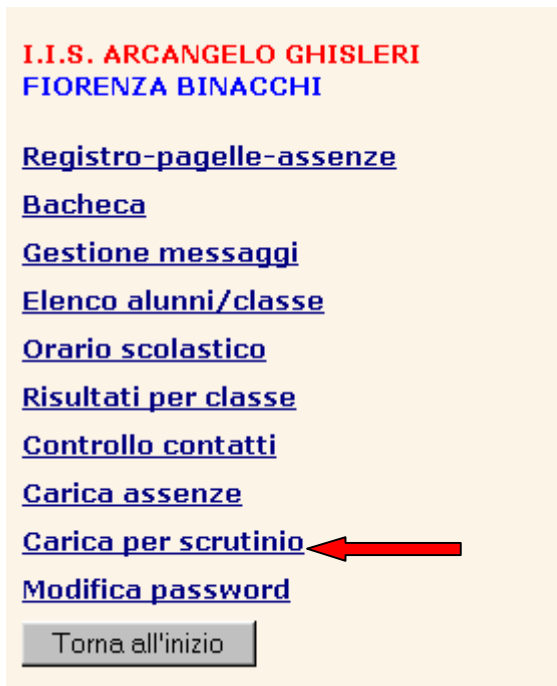 I.I.S. ARCANGELO GHISLERI
FIORENZA BINACCHI
Registro-pagelle-assenze
Bacheca
Gestione messaggi
Elenco alunni/classe
Orario scolastico
Risultati per classe
Controllo contatti
Carica assenze
Carica per scrutinio
Modifica password
Torna all'inizio